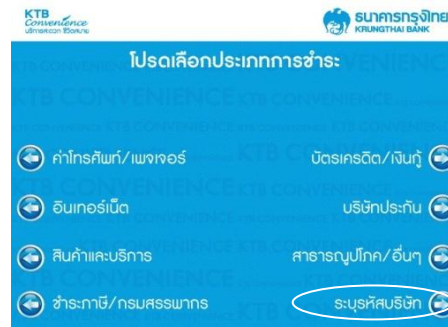 KTB
Convenience
ธนาคารกรุงไทย
KRUNGTHAI BANK
โปรดเลือกประเภทการชำระ
ค่าโทรศัพท์/เพจเจอร์
บัตรเครดิต/เงินกู้
อินเทอร์เน็ต
บริษัทประกัน
สินค้าและบริการ
สาธารณูปโภค/อื่นๆ
ชำระภาษี/กรมสรรพากร
ระบุรหัสบริษัท